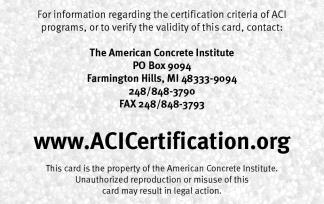 For information regarding the certification criteria of ACI
programs, or to verify the validity of this card, contact:
The American Concrete Institute
PO Box 9094
Farmington Hills, MI 48333-9094
248/848-3790
FAX 248/848-3793
www.ACICertification.org
This card is the property of the American Concrete Institute.
Unauthorized reproduction or misuse of this
card may result in legal action.